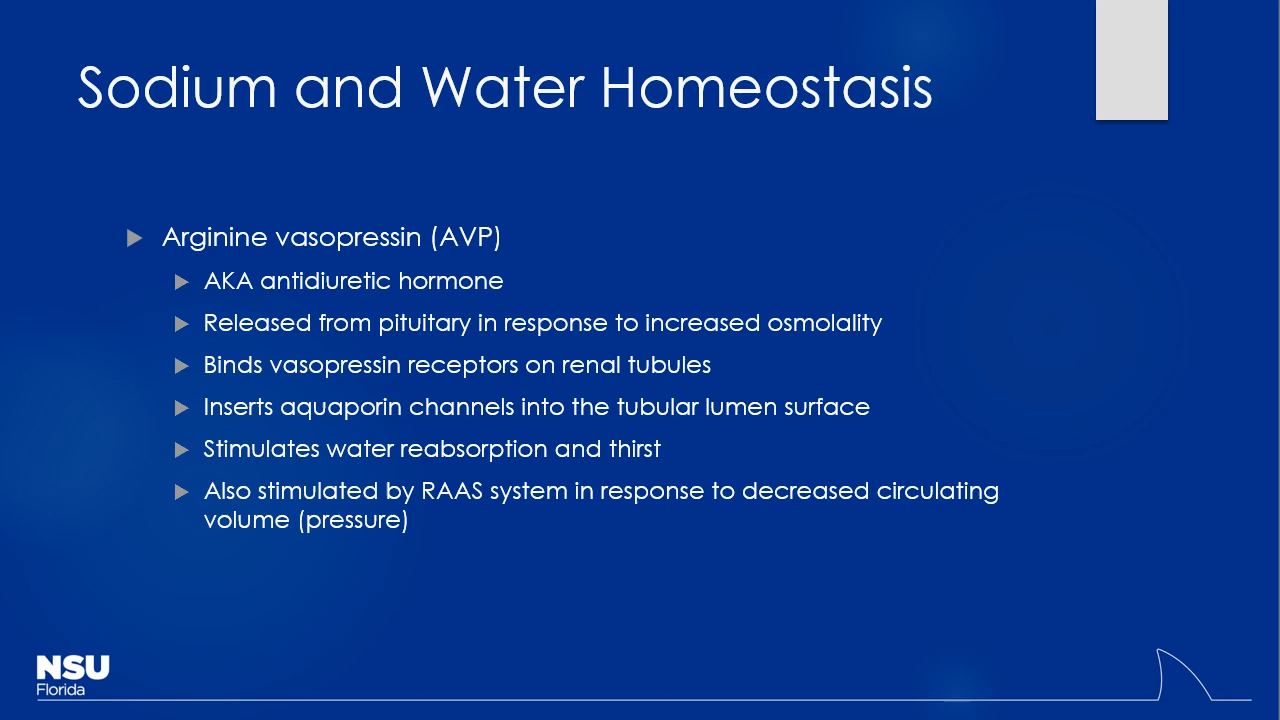 Sodium and Water Homeostasis
Arginine vasopressin (AVP)
AKA antidiuretic hormone
Released from pituitary in response to increased osmolality
Binds vasopressin receptors on renal tubules
Inserts aquaporin channels into the tubular lumen surface
Stimulates water reabsorption and thirst
Also stimulated by RAAS system in response to decreased circulating
volume (pressure)
NSU
Florida